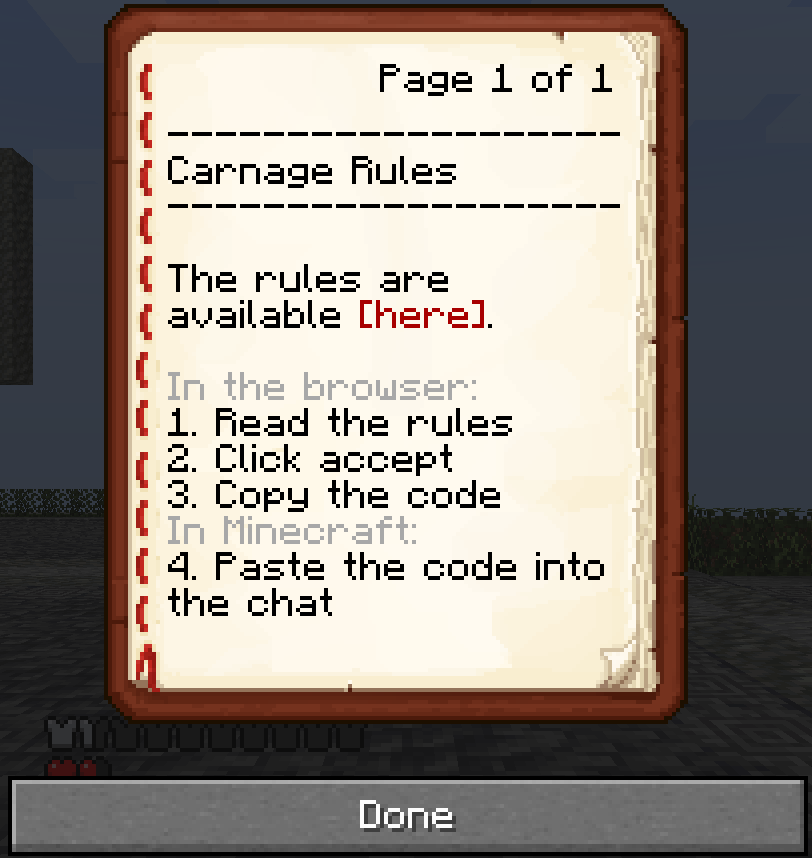 Page 1 of 1
-------------------
Carnage Rules
-------------------
The rules are
available [here].
In the browser:
1. Read the rules
2. Click accept
3. Copy the code
In Minecraft:
4. Paste the code into
the chat
Done